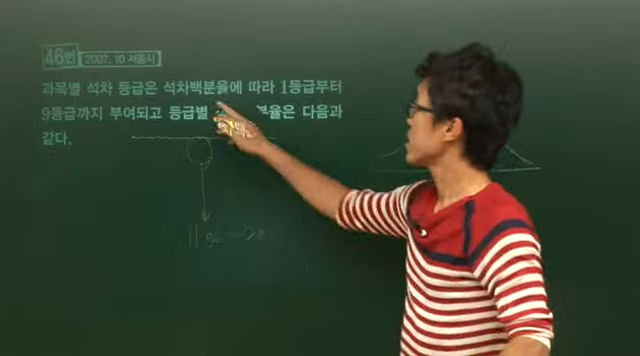 46번 2007. 10 서울시
과목별 석차 등급은 석차백분율에 따라 1등급부터
9등급까지 부여되고 등급별 분율은 다음과
같다.